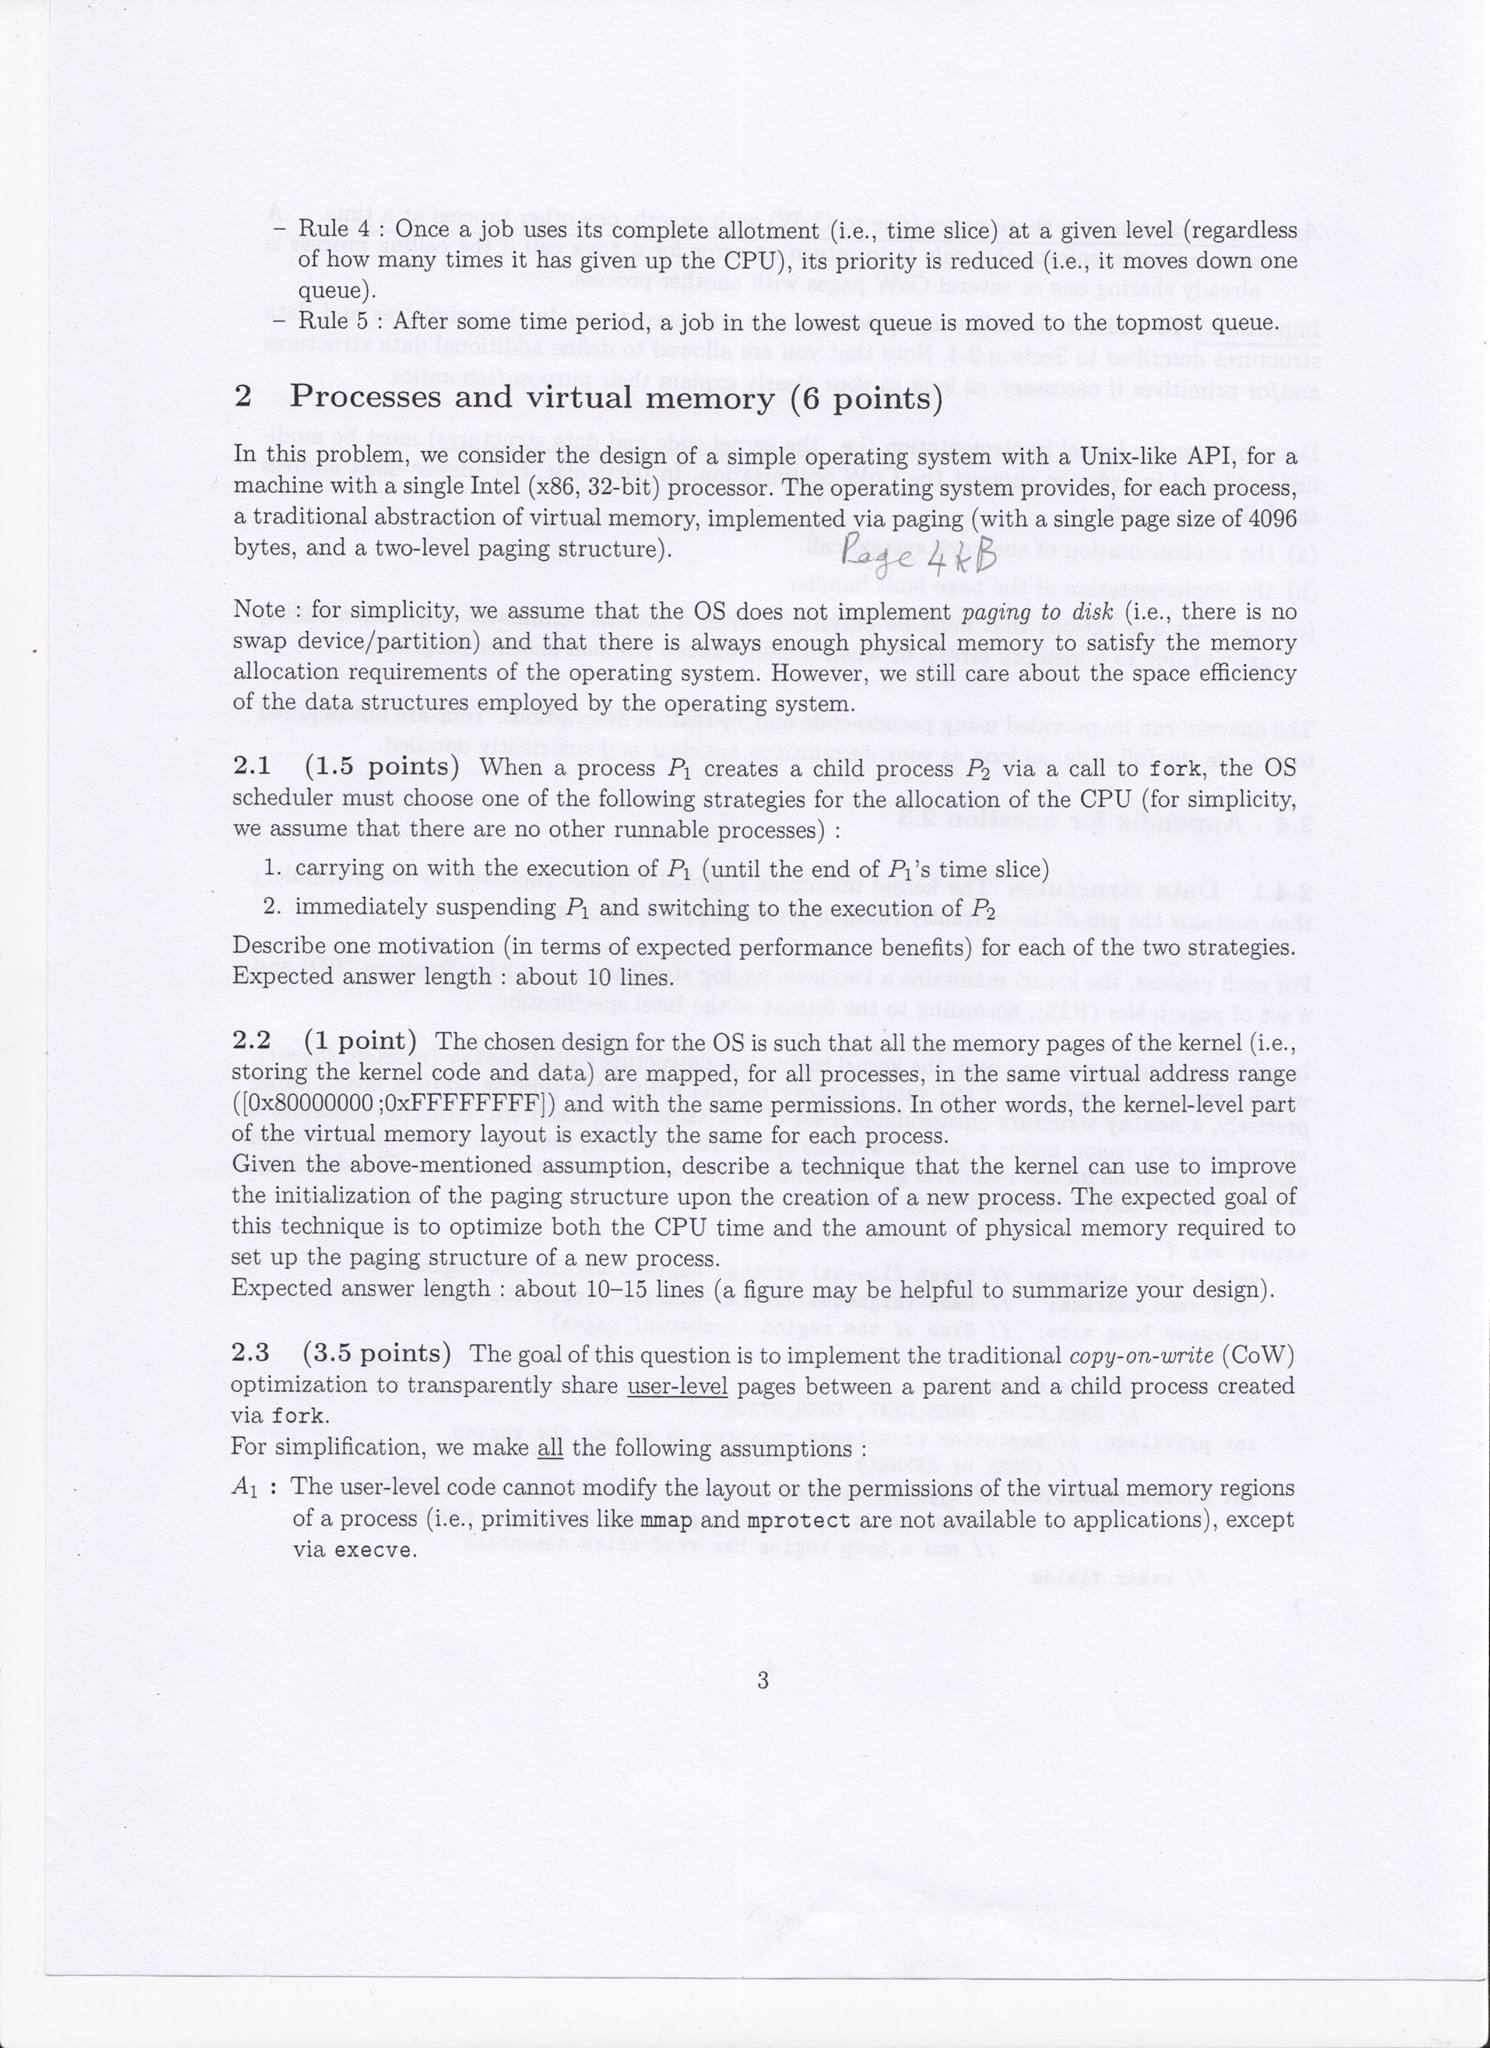 – Rule 4 : Once a job uses its complete allotment (i.e., time slice) at a given level (regardless
of how many times it has given up the CPU), its priority is reduced (i.e., it moves down one
queue).
– Rule 5 : After some time period, a job in the lowest queue is moved to the topmost queue.
2 Processes and virtual memory (6 points)
In this problem, we consider the design of a simple operating system with a Unix-like API, for a
machine with a single Intel (x86, 32-bit) processor. The operating system provides, for each process,
a traditional abstraction of virtual memory, implemented via paging (with a single page size of 4096
bytes, and a two-level paging structure).
Page 4kB
Note : for simplicity, we assume that the OS does not implement paging to disk (i.e., there is no
swap device/partition) and that there is always enough physical memory to satisfy the memory
allocation requirements of the operating system. However, we still care about the space efficiency
of the data structures employed by the operating system.
2.1 (1.5 points) When a process P1 creates a child process P2 via a call to fork, the OS
scheduler must choose one of the following strategies for the allocation of the CPU (for simplicity,
we assume that there are no other runnable processes) :
1. carrying on with the execution of P1 (until the end of P1's time slice)
2. immediately suspending P1 and switching to the execution of P2
Describe one motivation (in terms of expected performance benefits) for each of the two strategies.
Expected answer length : about 10 lines.
2.2 (1 point) The chosen design for the OS is such that all the memory pages of the kernel (i.e.,
storing the kernel code and data) are mapped, for all processes, in the same virtual address range
([0x80000000 ;0xFFFFFFFF]) and with the same permissions. In other words, the kernel-level part
of the virtual memory layout is exactly the same for each process.
Given the above-mentioned assumption, describe a technique that the kernel can use to improve
the initialization of the paging structure upon the creation of a new process. The expected goal of
this technique is to optimize both the CPU time and the amount of physical memory required to
set up the paging structure of a new process.
Expected answer length : about 10–15 lines (a figure may be helpful to summarize your design).
2.3 (3.5 points) The goal of this question is to implement the traditional copy-on-write (CoW)
optimization to transparently share user-level pages between a parent and a child process created
via fork.
For simplification, we make all the following assumptions :
A1 : The user-level code cannot modify the layout or the permissions of the virtual memory regions
of a process (i.e., primitives like mmap and mprotect are not available to applications), except
via execve.
3